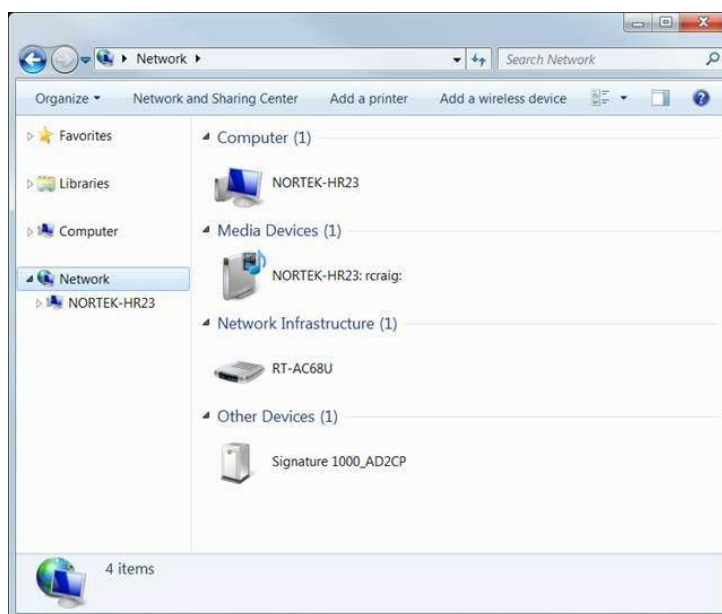 Network
Search Network
Organize
Network and Sharing Center
Add a printer
Add a wireless device
Favorites
Libraries
Computer
Network
NORTEK-HR23
Computer (1)
NORTEK-HR23
Media Devices (1)
NORTEK-HR23: rcraig:
Network Infrastructure (1)
RT-AC68U
Other Devices (1)
Signature 1000_AD2CP
4 items